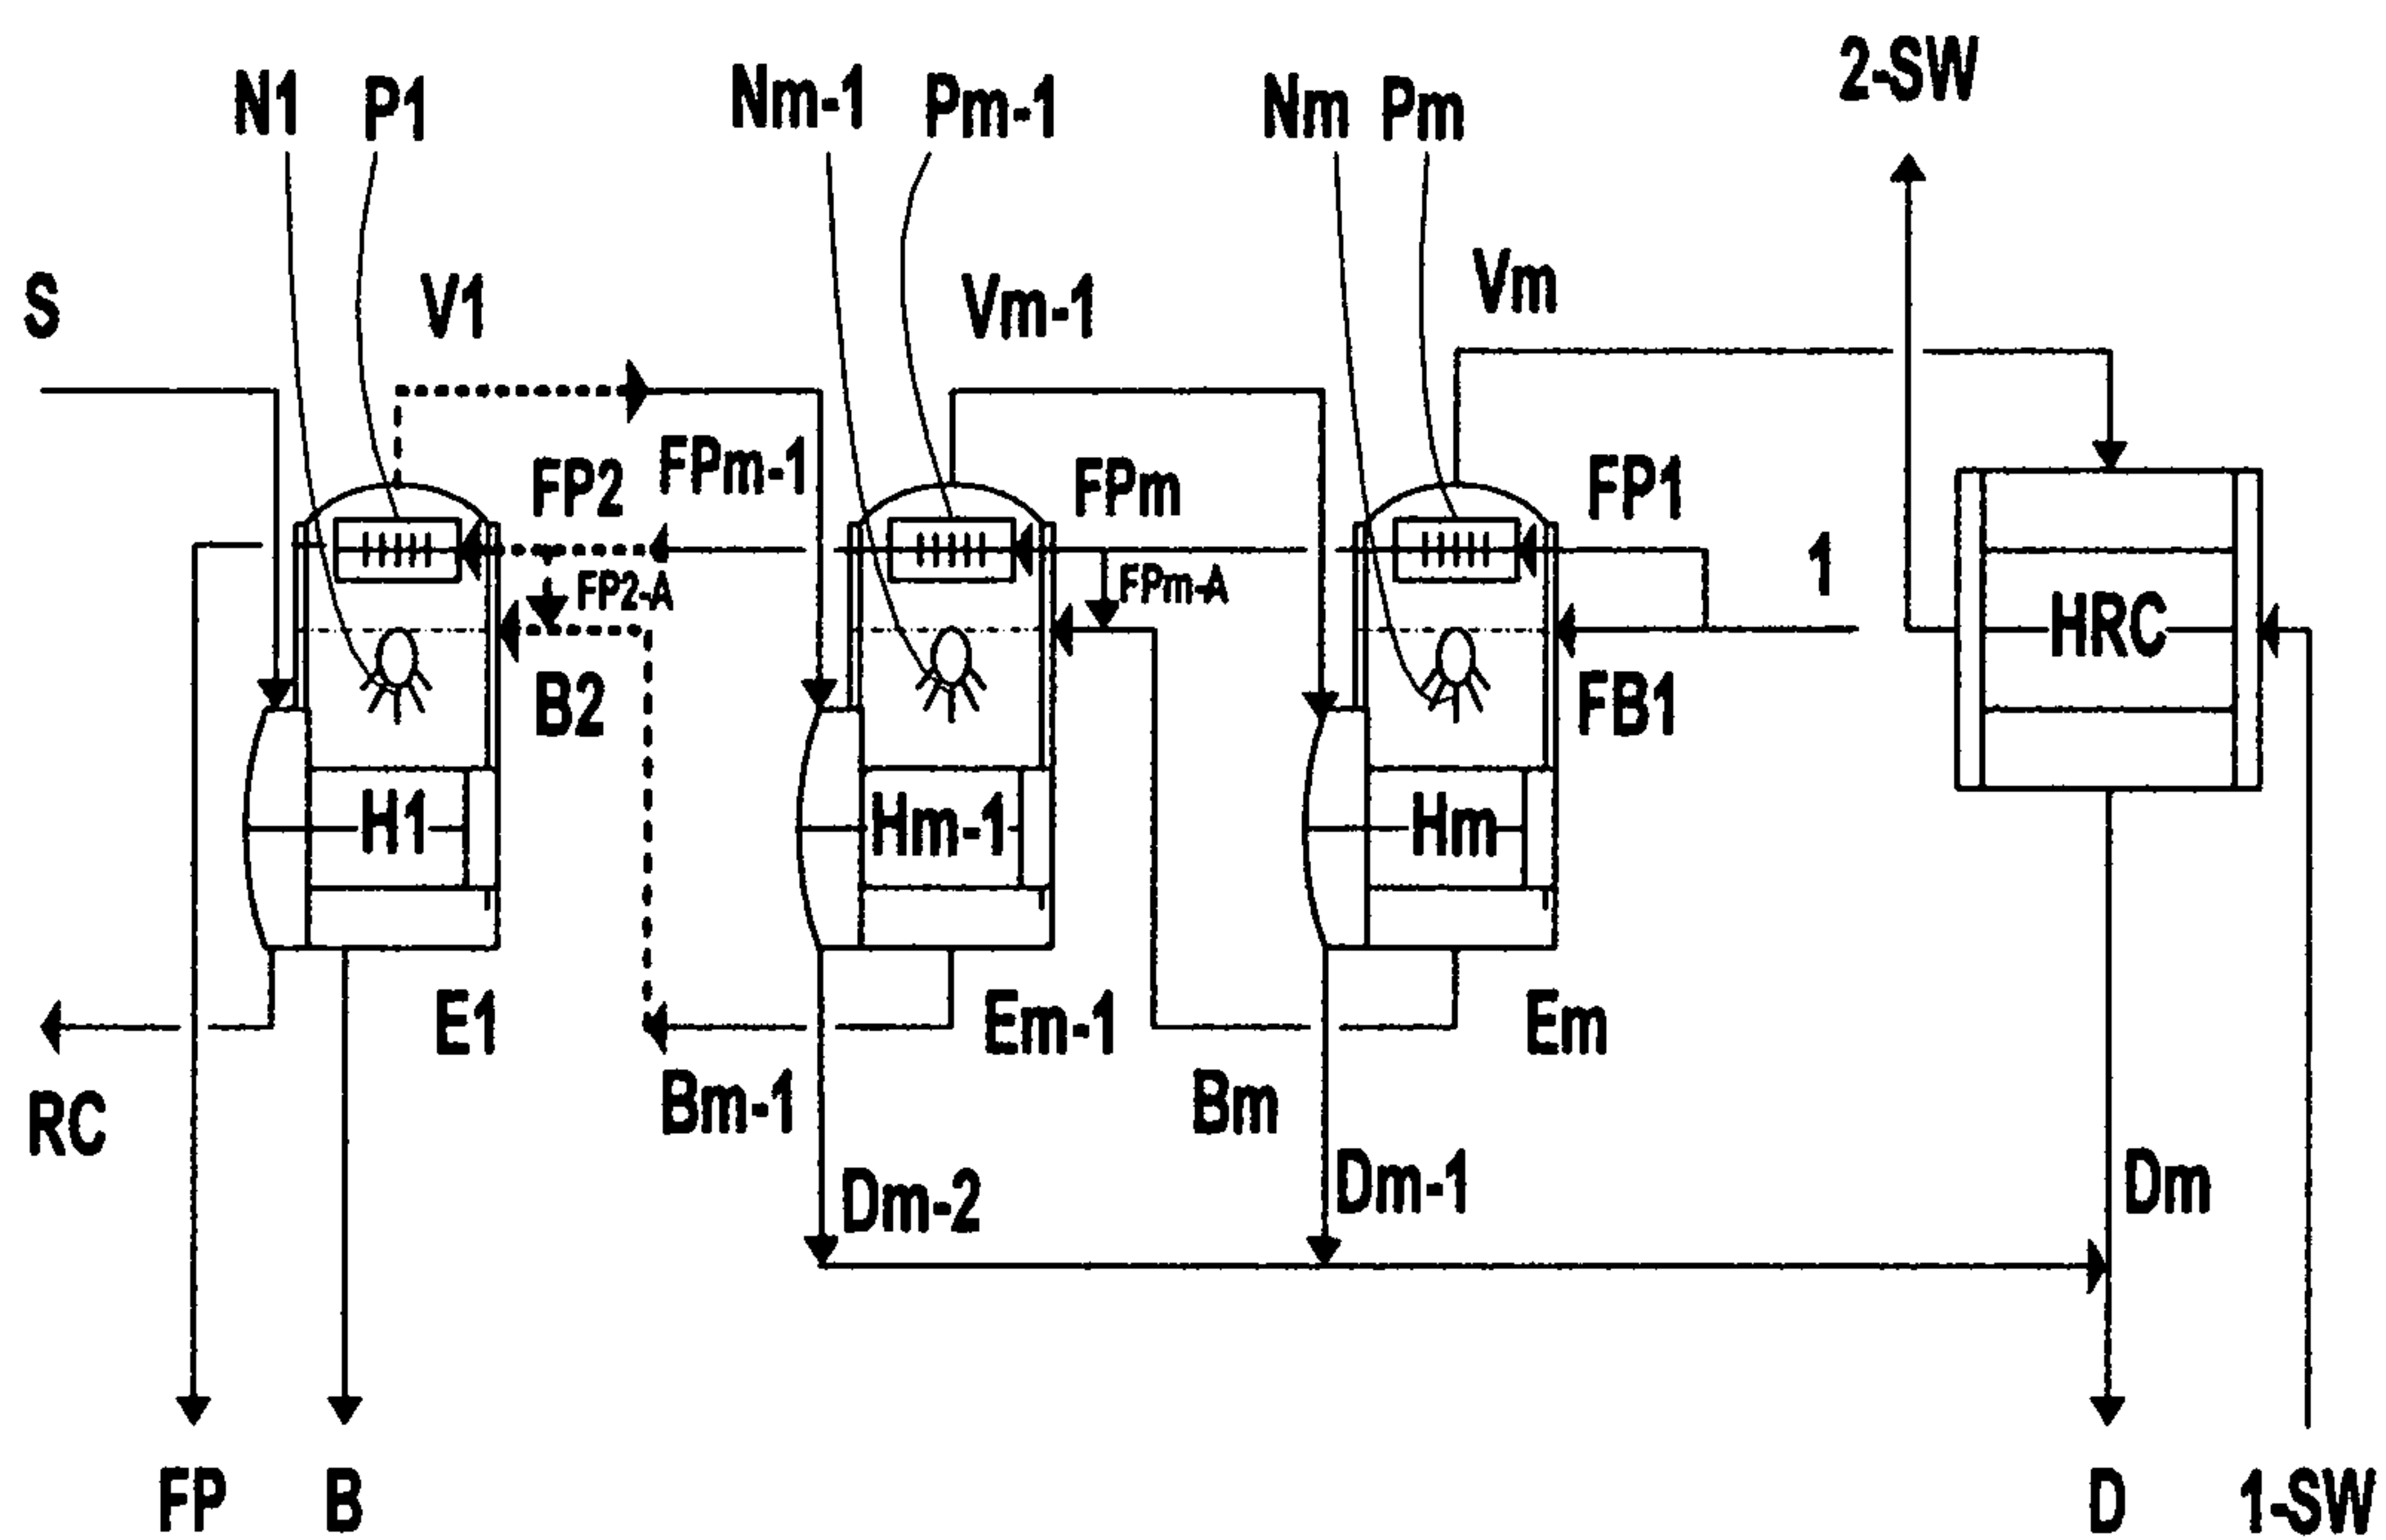 2-SW
N1 P1 Nm-1 Pm-1 Nm Pm
S V1 Vm-1 Vm
FP2 FPm-1 FPm FP1
FP2-A FPm-A 1
HRC
B2 FB1
H1 Hm-1 Hm
E1 Em-1 Em
RC Bm-1 Bm
Dm-2 Dm-1 Dm
FP B D 1-SW